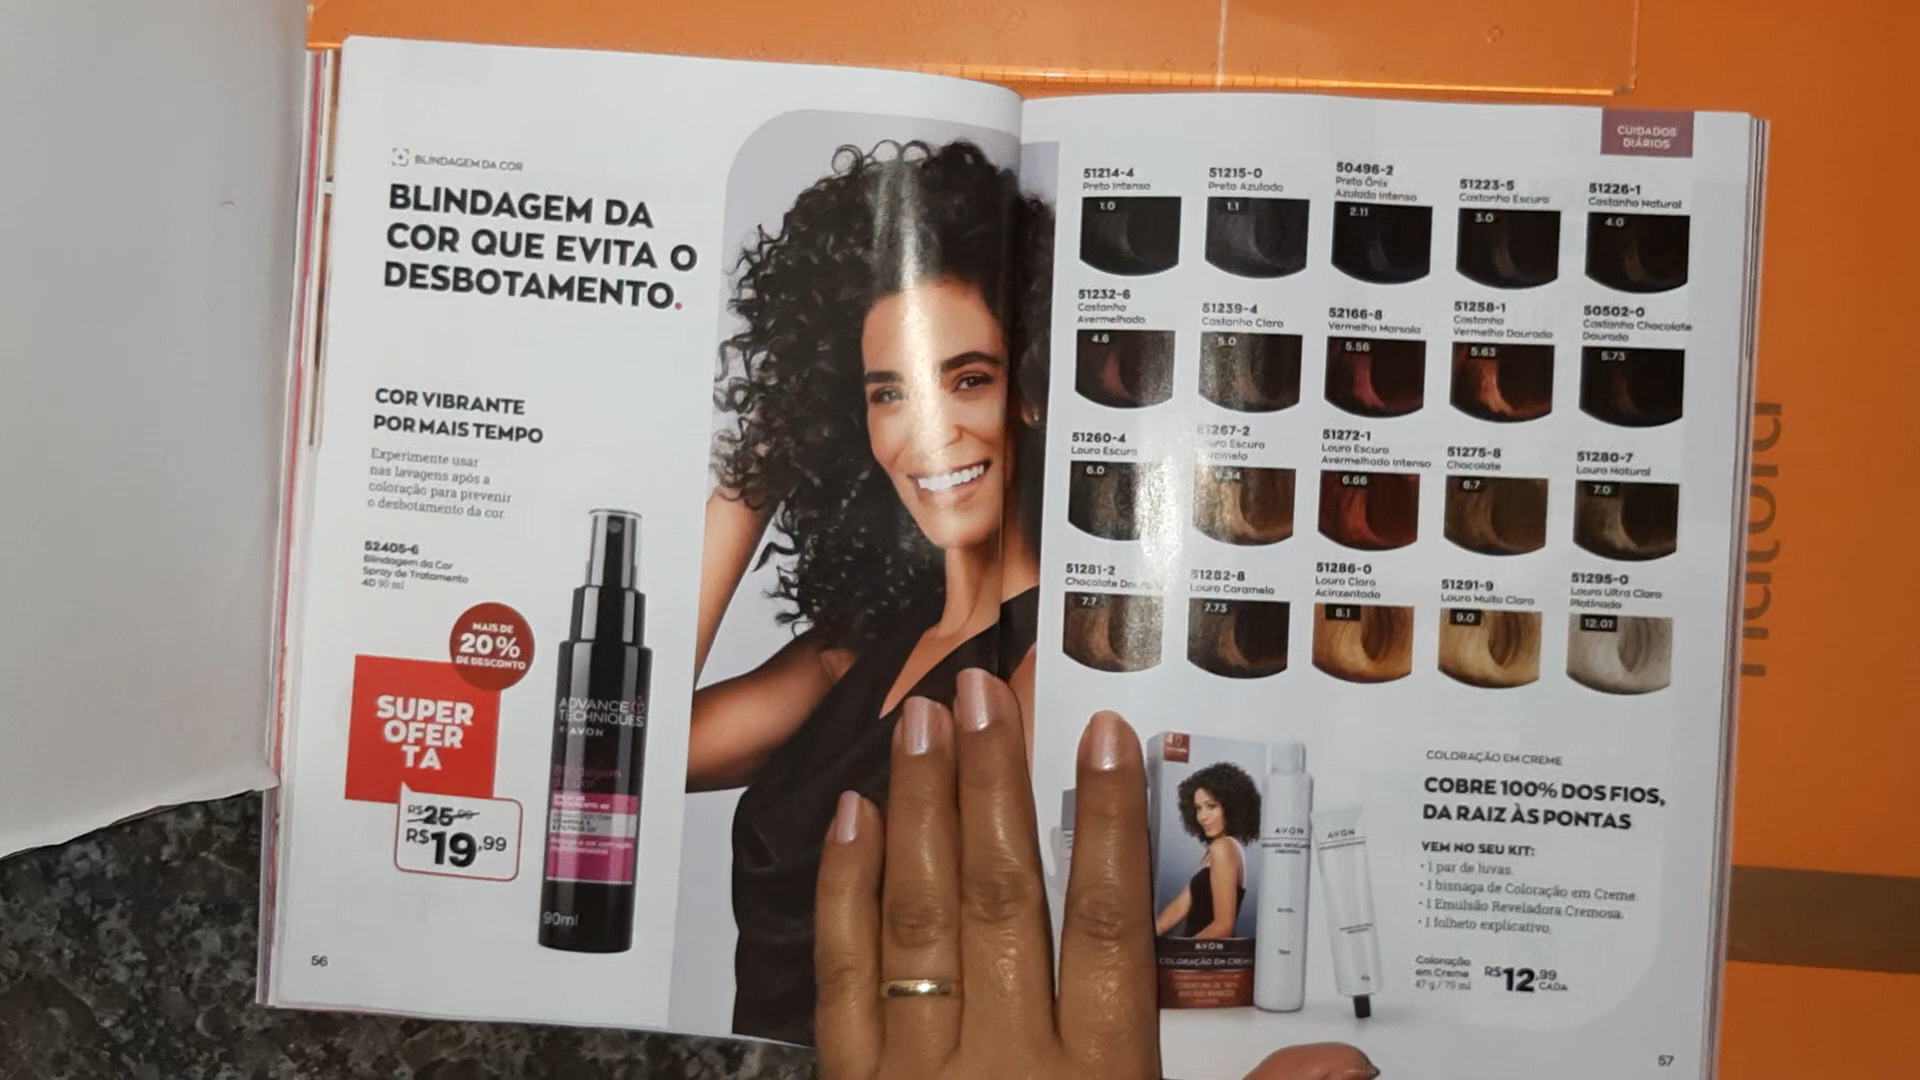 BLINDAGEM DA COR
BLINDAGEM DA
COR QUE EVITA O
DESBOTAMENTO.
COR VIBRANTE
POR MAIS TEMPO
Experimente usar
nas lavagens após a
coloração para prevenir
o desbotamento da cor.
52405-6
Blindagem da Cor
Spray de Tratamento
4D 90 ml
MAIS DE
20%
DE DESCONTO
SUPER
OFER
TA
R$25,99
R$19,99
ADVANCE
TECHNIQUES
AVON
90ml
56
CUIDADOS
DIÁRIOS
51214-4
Preto Intenso
1.0
51215-0
Preto Azulado
1.1
50496-2
Preto Ônix
Azulado Intenso
2.11
51223-5
Castanho Escuro
3.0
51226-1
Castanho Natural
4.0
51232-6
Castanho
Avermelhado
4.6
51239-4
Castanho Claro
5.0
52166-8
Vermelho Marsala
5.56
51258-1
Castanho
Vermelho Dourado
5.63
50502-0
Castanho Chocolate
Dourado
5.73
51260-4
Louro Escuro
6.0
51267-2
Escuro
51272-1
Louro Escuro
Avermelhado Intenso
6.66
51275-8
Chocolate
6.7
51280-7
Louro Natural
7.0
51281-2
Chocolate
7.7
51282-8
Louro Caramelo
7.73
51286-0
Louro Claro
Acinzentado
8.1
51291-9
Louro Muito Claro
9.0
51295-0
Louro Ultra Claro
Platinado
12.01
AVON
COLORAÇÃO EM CREME
AVON
AVON
COLORAÇÃO EM CREME
COBRE 100% DOS FIOS,
DA RAIZ ÀS PONTAS
VEM NO SEU KIT:
• 1 par de luvas.
• 1 bisnaga de Coloração em Creme.
• 1 Emulsão Reveladora Cremosa.
• 1 folheto explicativo.
Coloração
em Creme
47 g / 70 ml
R$12,99
CADA
57
natura